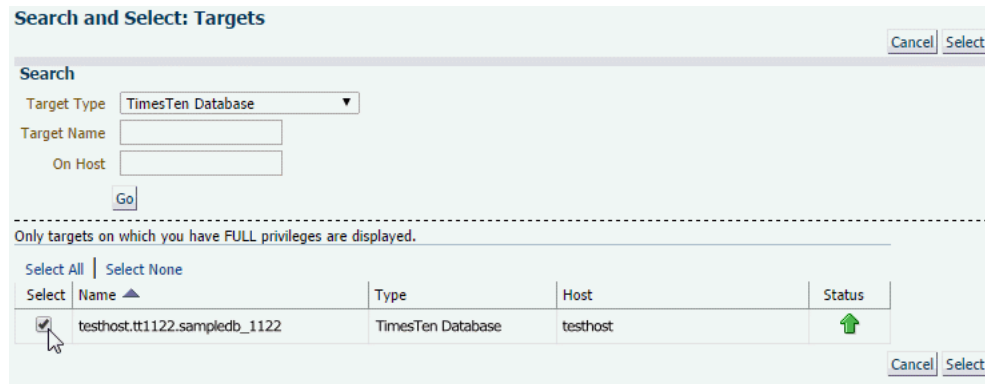 Search and Select: Targets
Cancel Select
Search
Target Type TimesTen Database
Target Name
On Host
Go
Only targets on which you have FULL privileges are displayed.
Select All Select None
Select Name Type Host Status
testhost.tt1122.sampledb_1122 TimesTen Database testhost
Cancel Select